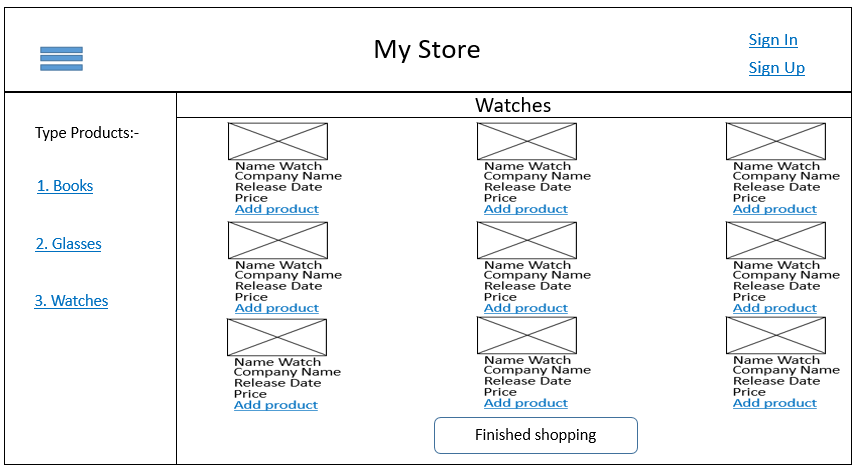 My Store
Sign In
Sign Up
Type Products:-
1. Books
2. Glasses
3. Watches
Watches
Name Watch
Company Name
Release Date
Price
Add product
Name Watch
Company Name
Release Date
Price
Add product
Name Watch
Company Name
Release Date
Price
Add product
Name Watch
Company Name
Release Date
Price
Add product
Name Watch
Company Name
Release Date
Price
Add product
Name Watch
Company Name
Release Date
Price
Add product
Name Watch
Company Name
Release Date
Price
Add product
Name Watch
Company Name
Release Date
Price
Add product
Name Watch
Company Name
Release Date
Price
Add product
Finished shopping